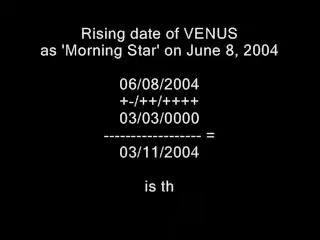 Rising date of VENUS
as 'Morning Star' on June 8, 2004
06/08/2004
+-/++/++++
03/03/0000
------------------ =
03/11/2004
is th